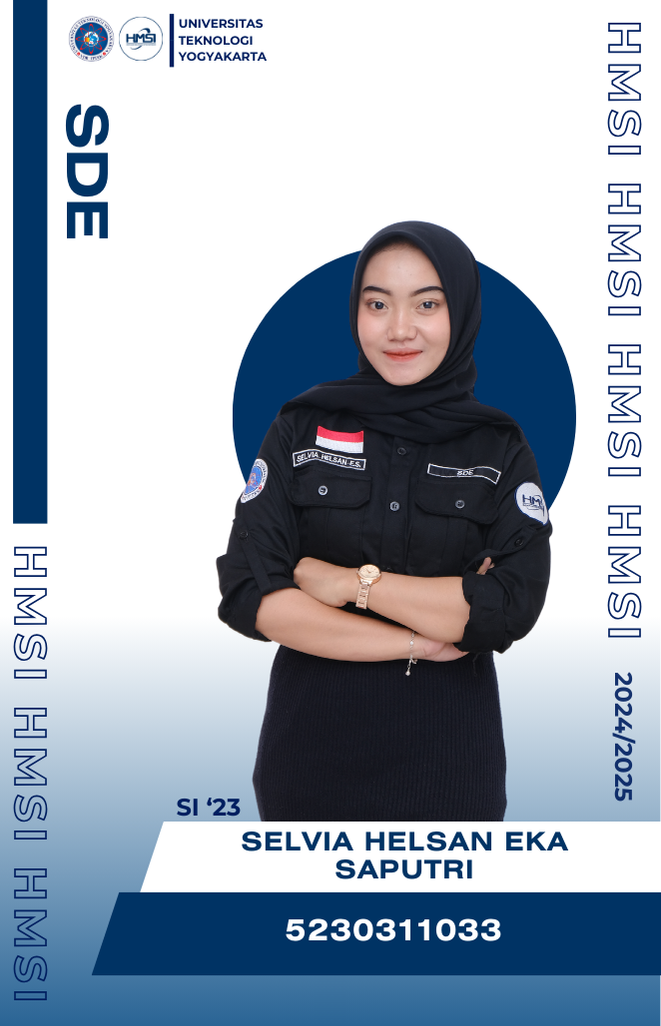 HMSI
UNIVERSITAS
TEKNOLOGI
YOGYAKARTA
SDE
HMSI HMSI HMSI HMSI
2024/2025
SELVIA HELSAN E.S.
SDE
HMSI HMSI HMSI
SI ‘23
SELVIA HELSAN EKA
SAPUTRI
5230311033